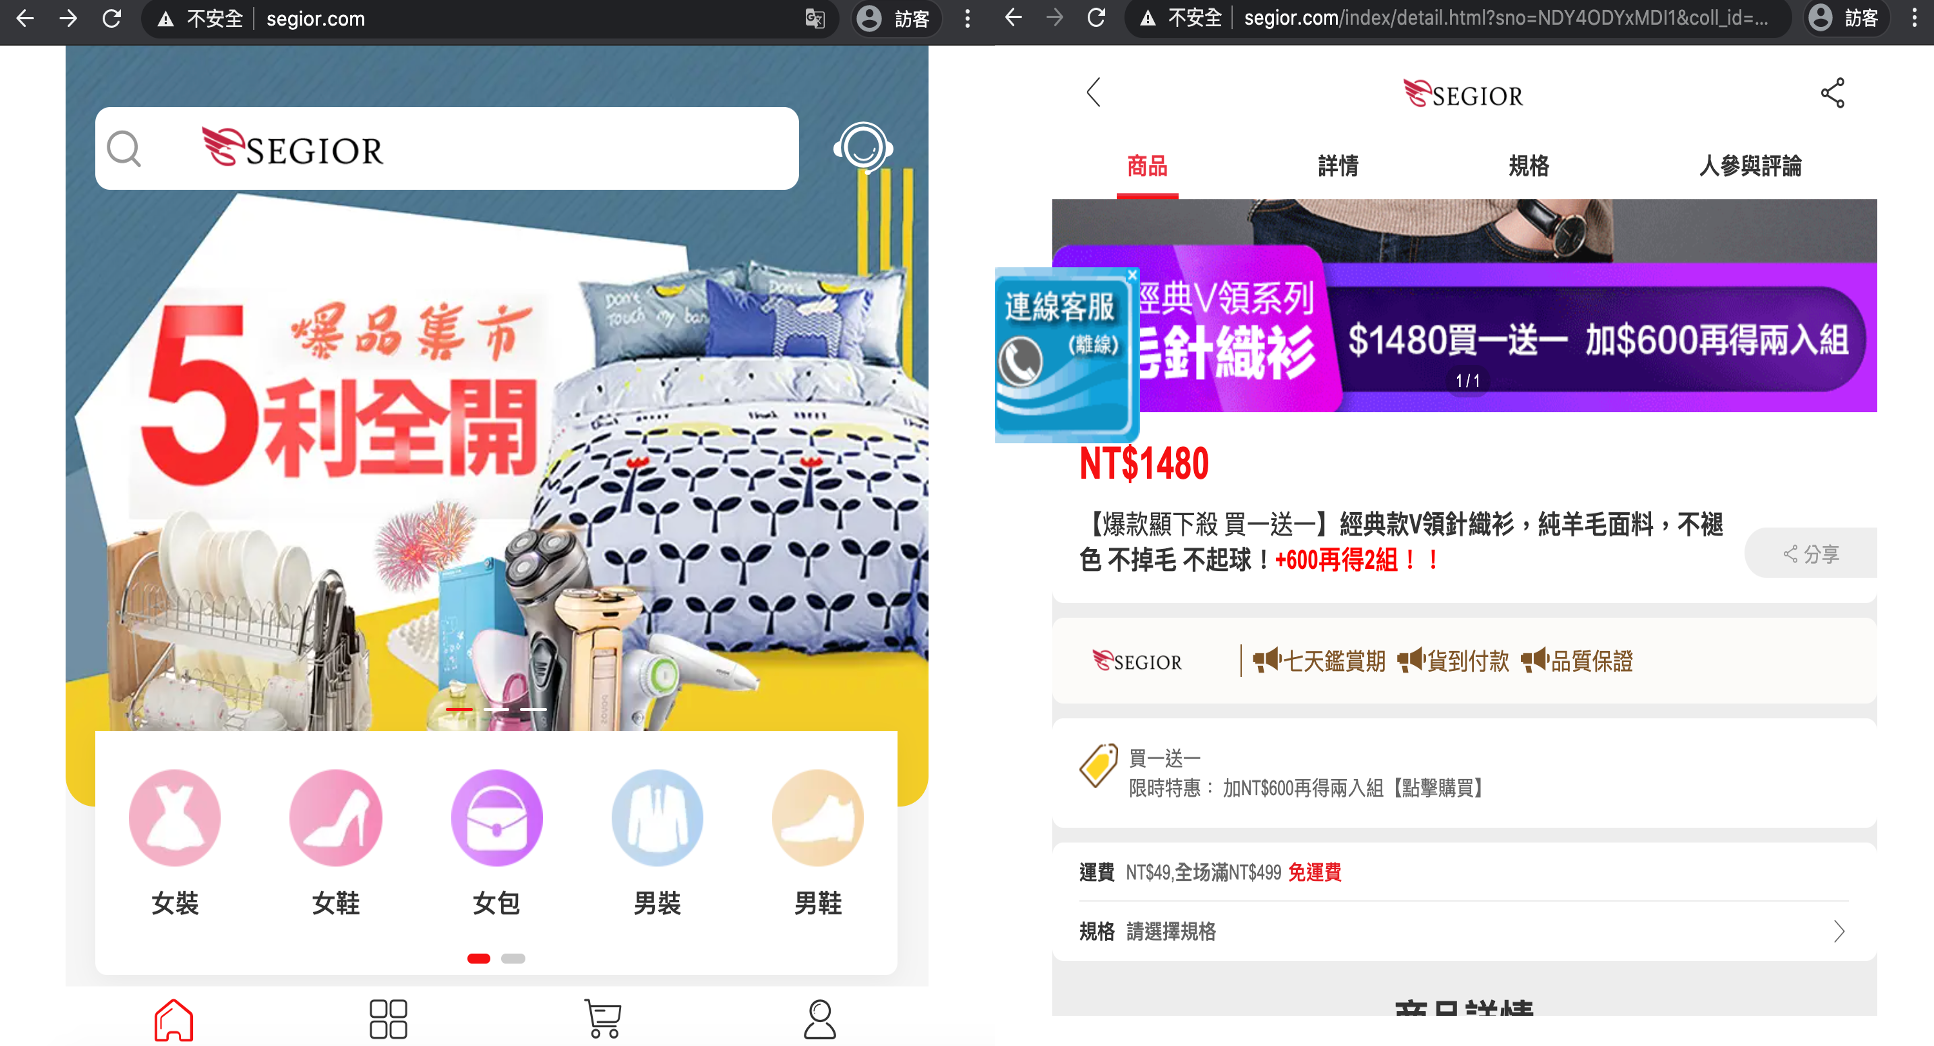 不安全 segior.com 訪客
SEGIOR
Don't
touch my ban
Don't
爆品集市
5利全開
女裝 女鞋 女包 男裝 男鞋
不安全 segior.com/index/detail.html?sno=NDY4ODYxMDI1&coll_id=... 訪客
SEGIOR
商品 詳情 規格 人參與評論
連線客服
(離線)
經典V領系列
毛針織衫
$1480買一送一 加$600再得兩入組
1/1
NT$1480
【爆款顯下殺 買一送一】經典款V領針織衫，純羊毛面料，不褪
色 不掉毛 不起球！+600再得2組！！
分享
SEGIOR 七天鑑賞期 貨到付款 品質保證
買一送一
限時特惠： 加NT$600再得兩入組【點擊購買】
運費 NT$49,全场滿NT$499 免運費
規格 請選擇規格
商品詳情